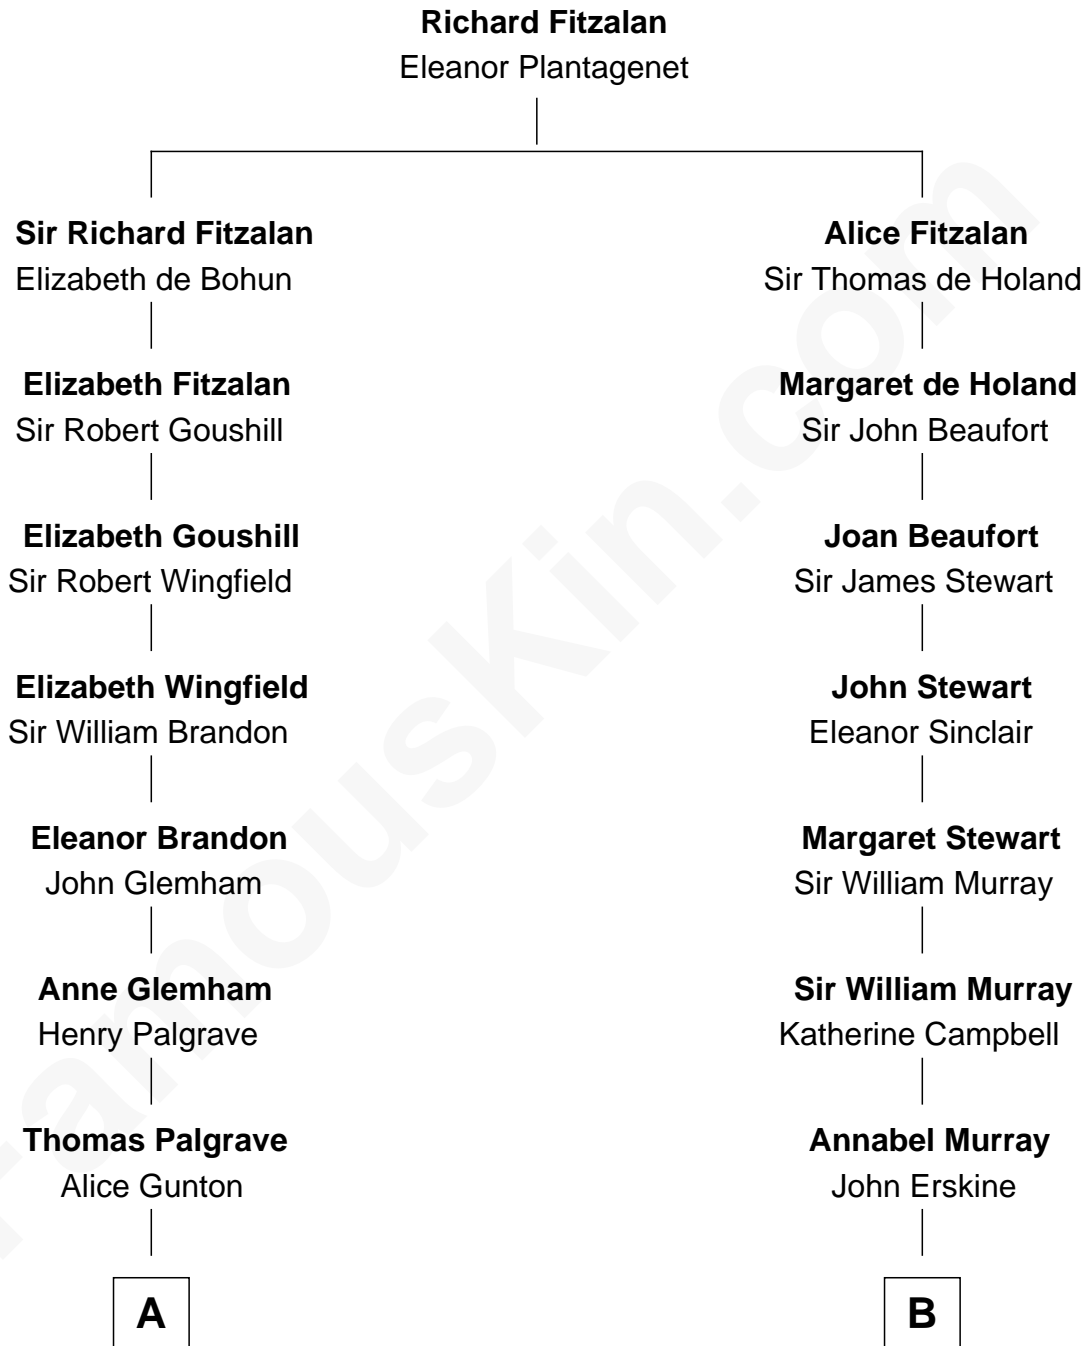 Richard Fitzalan
Eleanor Plantagenet
Sir Richard Fitzalan
Elizabeth de Bohun
Alice Fitzalan
Sir Thomas de Holand
Elizabeth Fitzalan
Sir Robert Goushill
Margaret de Holand
Sir John Beaufort
Elizabeth Goushill
Sir Robert Wingfield
Joan Beaufort
Sir James Stewart
Elizabeth Wingfield
Sir William Brandon
John Stewart
Eleanor Sinclair
Eleanor Brandon
John Glemham
Margaret Stewart
Sir William Murray
Anne Glemham
Henry Palgrave
Sir William Murray
Katherine Campbell
Thomas Palgrave
Alice Gunton
Annabel Murray
John Erskine
A
B
FamousKin.com